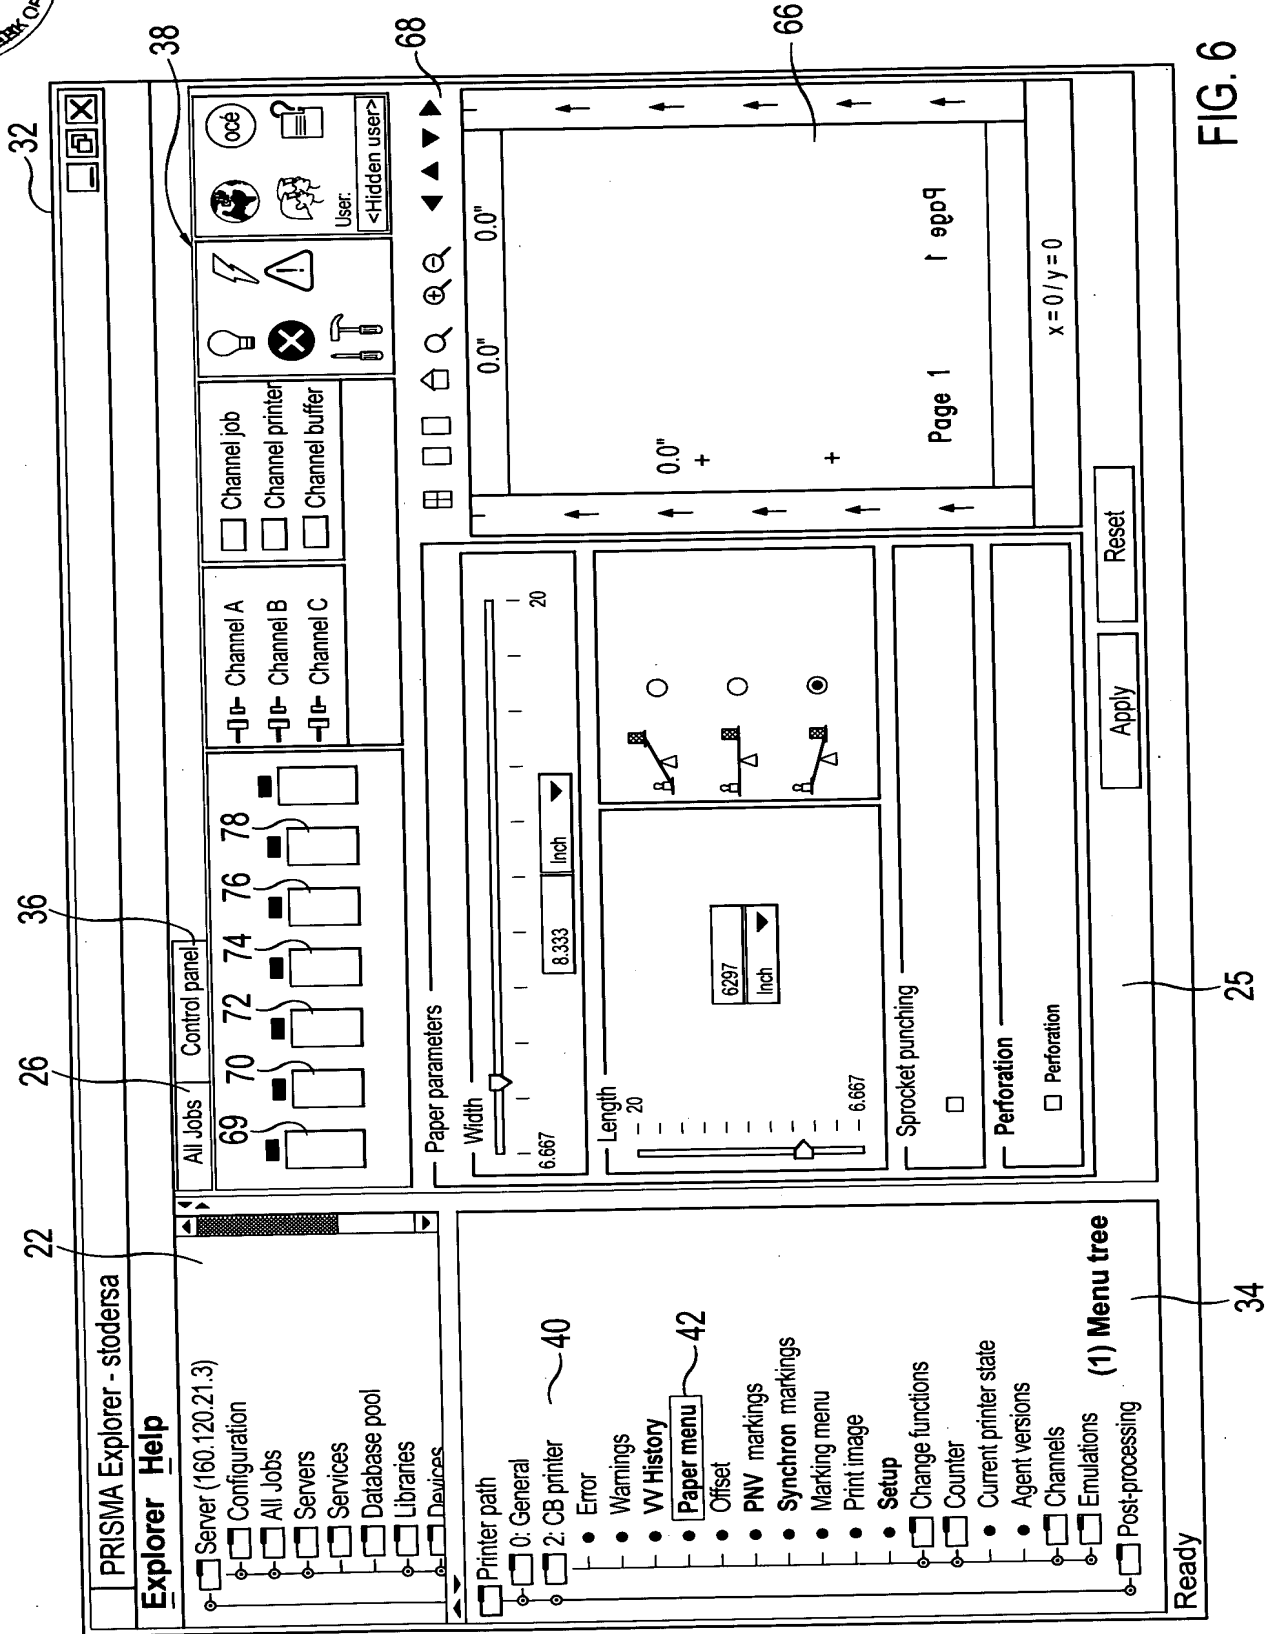 32
PRISMA Explorer - stodersa
Explorer Help
22
26
36
38
Server (160.120.21.3)
Configuration
All Jobs
Servers
Services
Database pool
Libraries
Devices
All Jobs
Control panel
69
70
72
74
76
78
Channel A
Channel B
Channel C
Channel job
Channel printer
Channel buffer
océ
User:
<Hidden user>
68
Printer path
0: General
2: CB printer
40
Error
Warnings
VV History
Paper menu
42
Offset
PNV markings
Synchron markings
Marking menu
Print image
Setup
Change functions
Counter
Current printer state
Agent versions
Channels
Emulations
Post-processing
(1) Menu tree
34
Paper parameters
Width
6.667
20
8.333
Inch
Length
20
6.667
6297
Inch
Sprocket punching
Perforation
Perforation
0.0"
0.0"
0.0"
+
+
Page 1
page 1
66
x = 0 / y = 0
Apply
Reset
25
Ready
FIG. 6